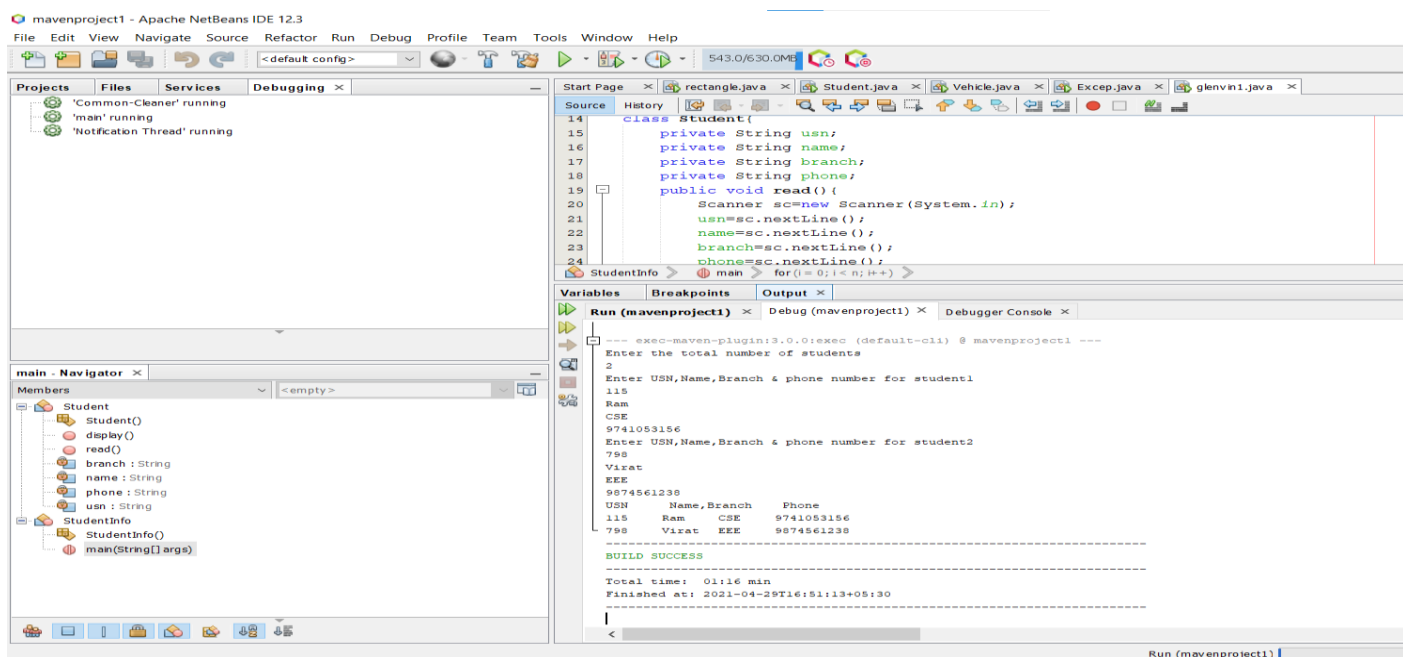 mavenproject1 - Apache NetBeans IDE 12.3
File Edit View Navigate Source Refactor Run Debug Profile Team Tools Window Help
<default config>
543.0/630.0MB
Projects Files Services Debugging
'Common-Cleaner' running
'main' running
'Notification Thread' running
main - Navigator
Members <empty>
Student
Student()
display()
read()
branch : String
name : String
phone : String
usn : String
StudentInfo
StudentInfo()
main(String[] args)
Start Page rectangle.java Student.java Vehicle.java Excep.java glenvin1.java
Source History
14 class Student{
15 private String usn;
16 private String name;
17 private String branch;
18 private String phone;
19 public void read(){
20 Scanner sc=new Scanner(System.in);
21 usn=sc.nextLine();
22 name=sc.nextLine();
23 branch=sc.nextLine();
24 phone=sc.nextLine();
StudentInfo main for (i = 0; i < n; i++)
Variables Breakpoints Output
Run (mavenproject1) Debug (mavenproject1) Debugger Console
--- exec-maven-plugin:3.0.0:exec (default-cli) @ mavenproject1 ---
Enter the total number of students
2
Enter USN,Name,Branch & phone number for student1
115
Ram
CSE
9741053156
Enter USN,Name,Branch & phone number for student2
798
Virat
EEE
9874561238
USN Name,Branch Phone
115 Ram CSE 9741053156
798 Virat EEE 9874561238
------------------------------------------------------------------------
BUILD SUCCESS
------------------------------------------------------------------------
Total time: 01:16 min
Finished at: 2021-04-29T16:51:13+05:30
------------------------------------------------------------------------
Run (mavenproject1)